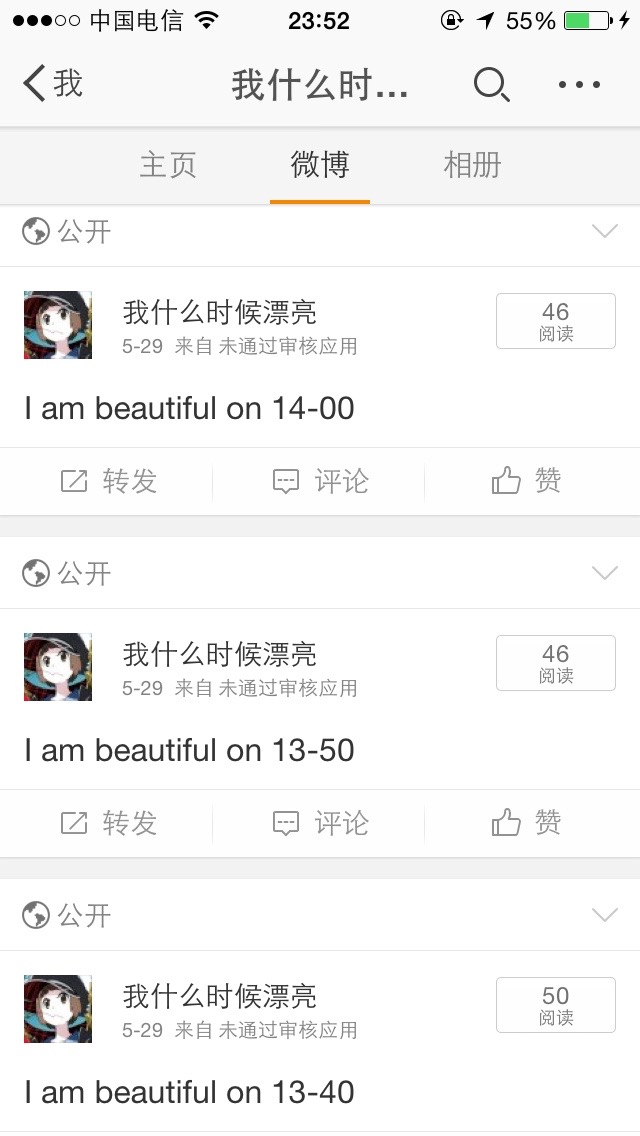 中国电信 23:52 55%
我 我什么时...
主页 微博 相册
公开
我什么时候漂亮 46
5-29 来自 未通过审核应用 阅读
I am beautiful on 14-00
转发 评论 赞
公开
我什么时候漂亮 46
5-29 来自 未通过审核应用 阅读
I am beautiful on 13-50
转发 评论 赞
公开
我什么时候漂亮 50
5-29 来自 未通过审核应用 阅读
I am beautiful on 13-40